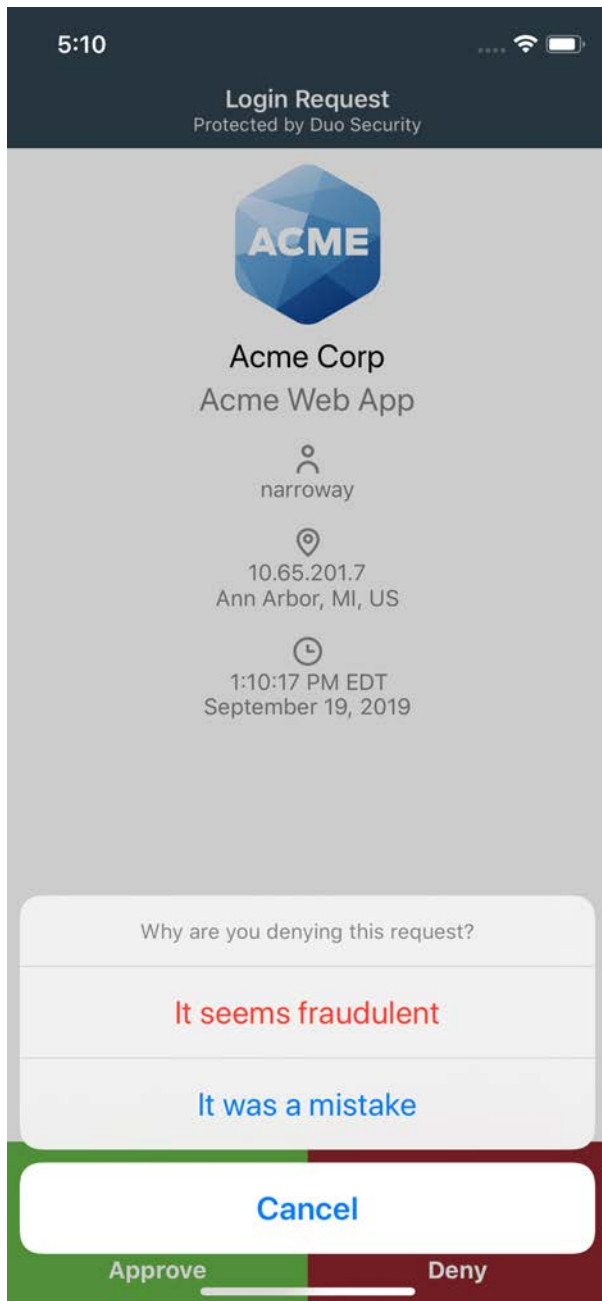 5:10
Login Request
Protected by Duo Security
ACME
Acme Corp
Acme Web App
narroway
10.65.201.7
Ann Arbor, MI, US
1:10:17 PM EDT
September 19, 2019
Why are you denying this request?
It seems fraudulent
It was a mistake
Cancel
Approve Deny